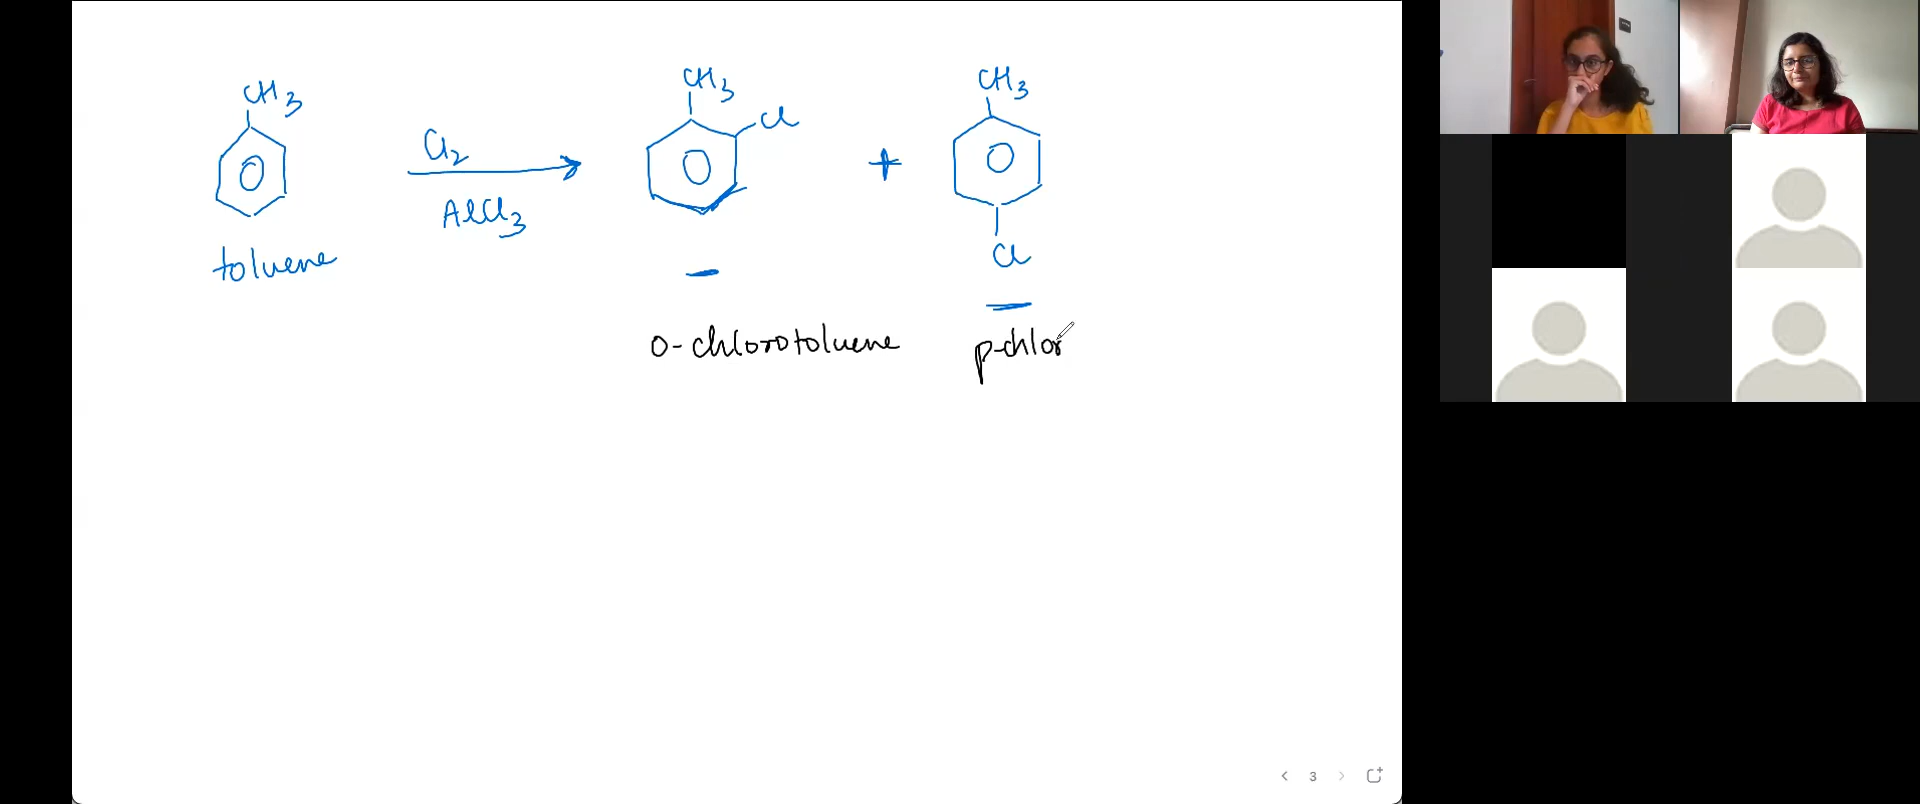 CH3
CH3
Cl
CH3
Cl2
AlCl3
+
Cl
toluene
o-chlorotoluene
p-chlor
3